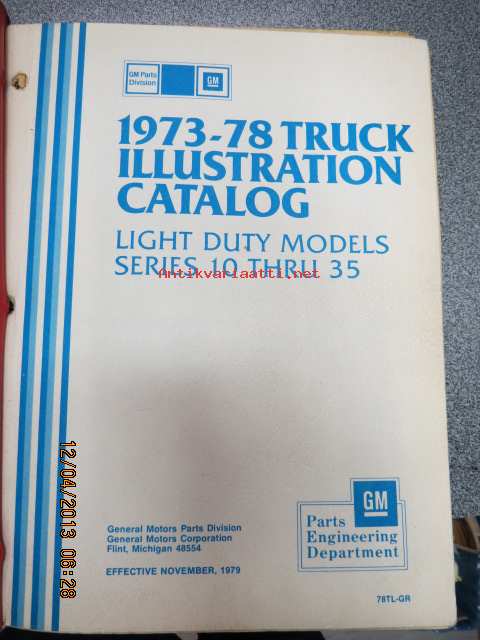 GM Parts
Division
GM
1973-78 TRUCK
ILLUSTRATION
CATALOG
LIGHT DUTY MODELS
SERIES 10 THRU 35
Antikvariaatti.net
GM
Parts
Engineering
Department
General Motors Parts Division
General Motors Corporation
Flint, Michigan 48554
EFFECTIVE NOVEMBER, 1979
78TL-GR
12/04/2013 06:28